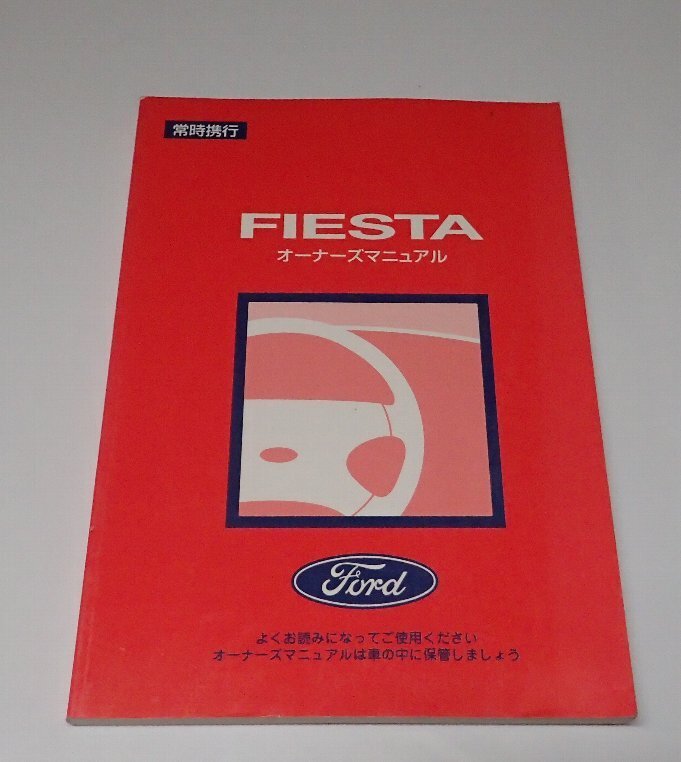 常時携行
FIESTA
オーナーズマニュアル
Ford
よくお読みになってご使用ください
オーナーズマニュアルは車の中に保管しましょう